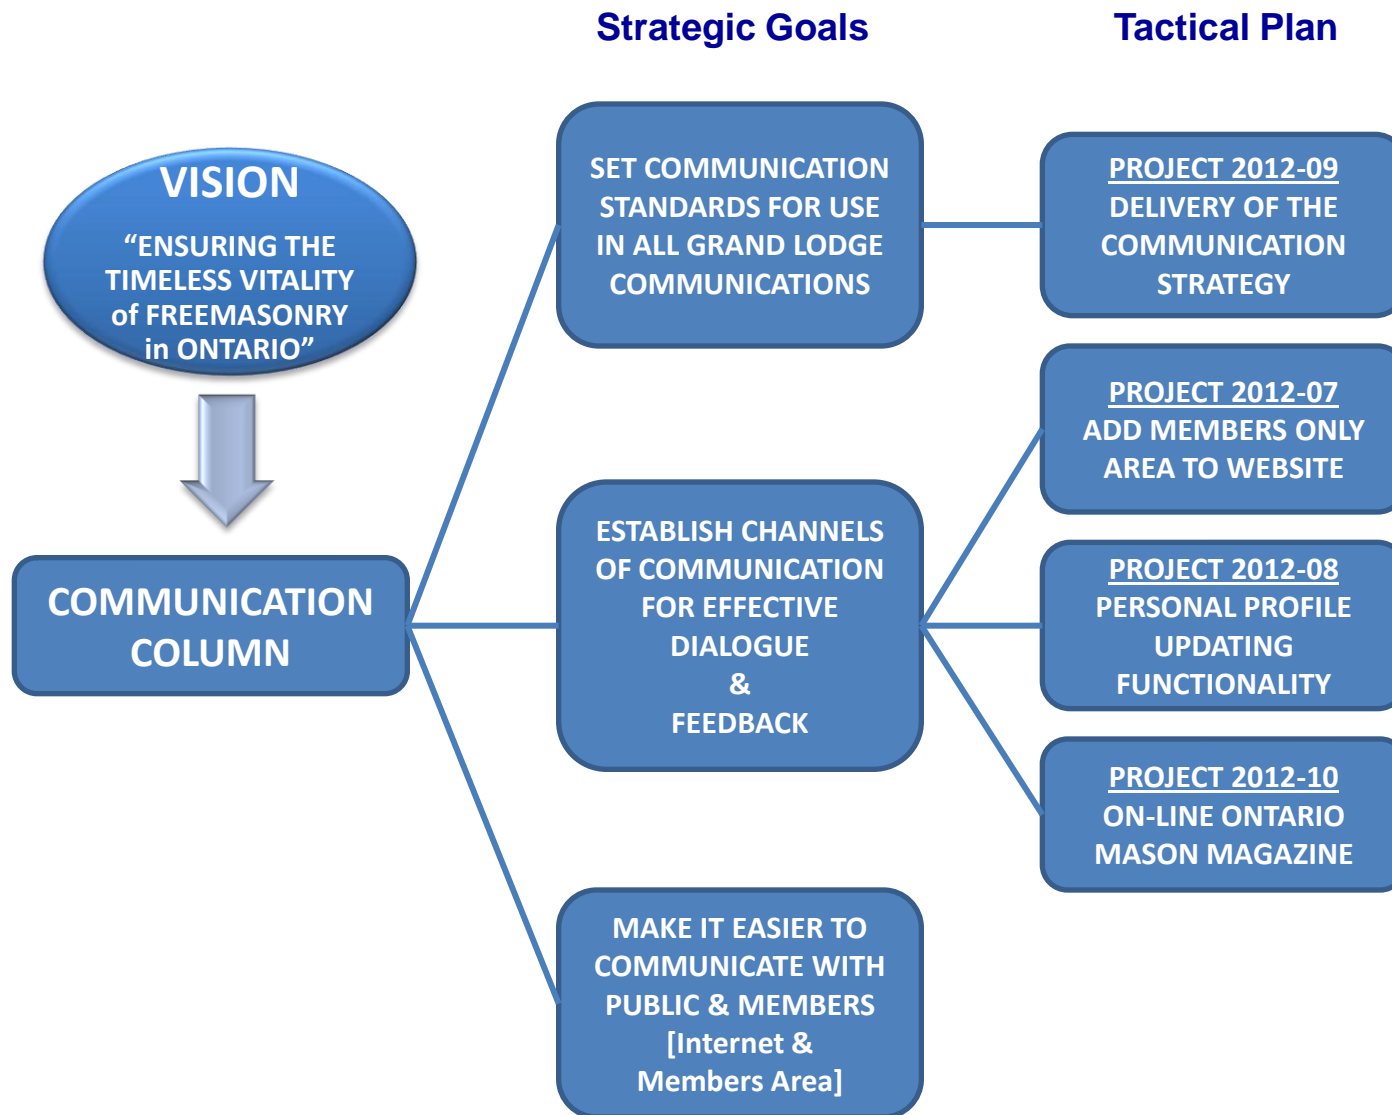 Strategic Goals
Tactical Plan
VISION
“ENSURING THE
TIMELESS VITALITY
of FREEMASONRY
in ONTARIO”
COMMUNICATION
COLUMN
SET COMMUNICATION
STANDARDS FOR USE
IN ALL GRAND LODGE
COMMUNICATIONS
ESTABLISH CHANNELS
OF COMMUNICATION
FOR EFFECTIVE
DIALOGUE
&
FEEDBACK
MAKE IT EASIER TO
COMMUNICATE WITH
PUBLIC & MEMBERS
[Internet &
Members Area]
PROJECT 2012-09
DELIVERY OF THE
COMMUNICATION
STRATEGY
PROJECT 2012-07
ADD MEMBERS ONLY
AREA TO WEBSITE
PROJECT 2012-08
PERSONAL PROFILE
UPDATING
FUNCTIONALITY
PROJECT 2012-10
ON-LINE ONTARIO
MASON MAGAZINE